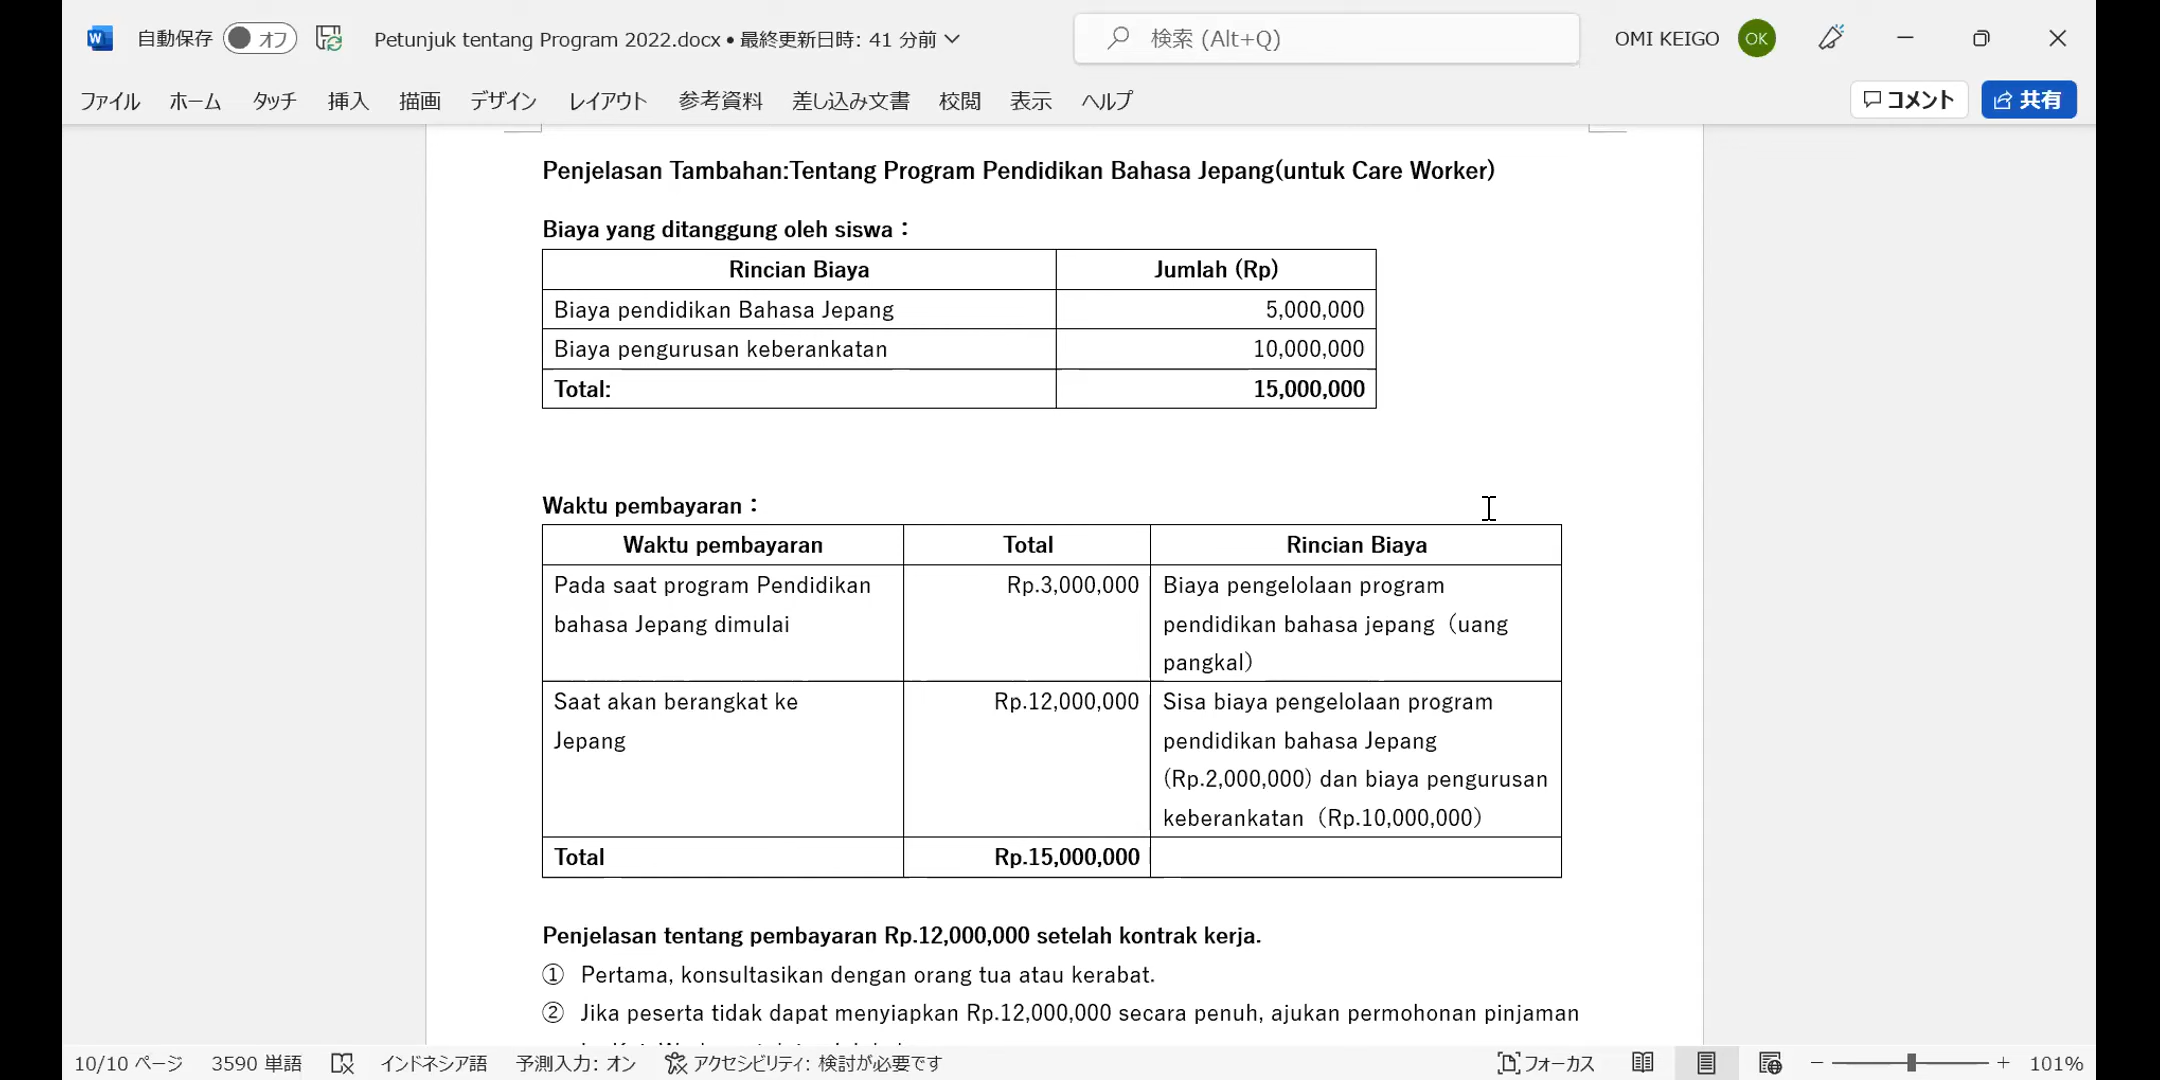 自動保存 オフ Petunjuk tentang Program 2022.docx • 最終更新日時: 41 分前 検索 (Alt+Q) OMI KEIGO OK
ファイル ホーム タッチ 挿入 描画 デザイン レイアウト 参考資料 差し込み文書 校閲 表示 ヘルプ コメント 共有
Penjelasan Tambahan:Tentang Program Pendidikan Bahasa Jepang(untuk Care Worker)
Biaya yang ditanggung oleh siswa：
Rincian Biaya Jumlah (Rp)
Biaya pendidikan Bahasa Jepang 5,000,000
Biaya pengurusan keberankatan 10,000,000
Total: 15,000,000
Waktu pembayaran：
Waktu pembayaran Total Rincian Biaya
Pada saat program Pendidikan Rp.3,000,000 Biaya pengelolaan program
bahasa Jepang dimulai pendidikan bahasa jepang（uang
pangkal）
Saat akan berangkat ke Rp.12,000,000 Sisa biaya pengelolaan program
Jepang pendidikan bahasa Jepang
(Rp.2,000,000) dan biaya pengurusan
keberankatan（Rp.10,000,000）
Total Rp.15,000,000
Penjelasan tentang pembayaran Rp.12,000,000 setelah kontrak kerja.
① Pertama, konsultasikan dengan orang tua atau kerabat.
② Jika peserta tidak dapat menyiapkan Rp.12,000,000 secara penuh, ajukan permohonan pinjaman
10/10 ページ 3590 単語 インドネシア語 予測入力: オン アクセシビリティ: 検討が必要です フォーカス 101%